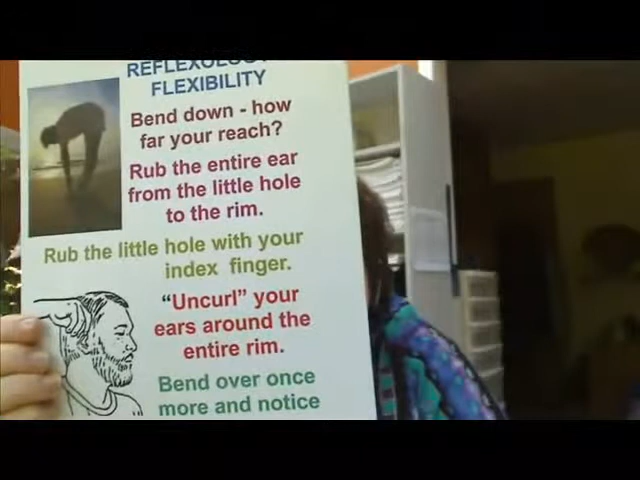 REFLEXOLOGY
FLEXIBILITY
Bend down - how
far your reach?
Rub the entire ear
from the little hole
to the rim.
Rub the little hole with your
index finger.
“Uncurl” your
ears around the
entire rim.
Bend over once
more and notice